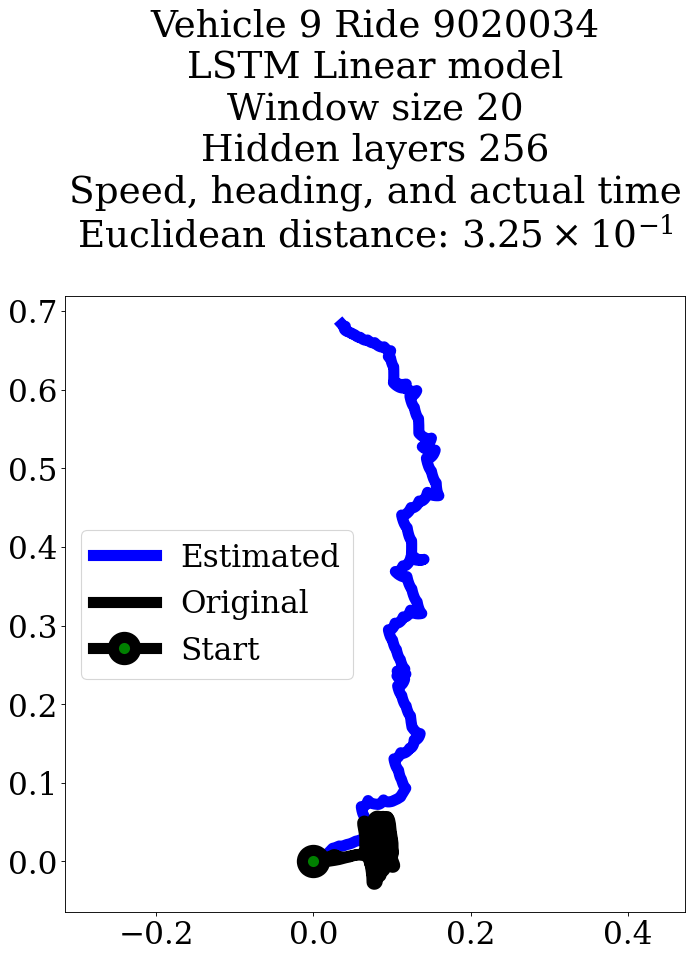 Vehicle 9 Ride 9020034
LSTM Linear model
Window size 20
Hidden layers 256
Speed, heading, and actual time
Euclidean distance: 3.25 × 10⁻¹
0.7
0.6
0.5
0.4
0.3
0.2
0.1
0.0
Estimated
Original
Start
−0.2
0.0
0.2
0.4